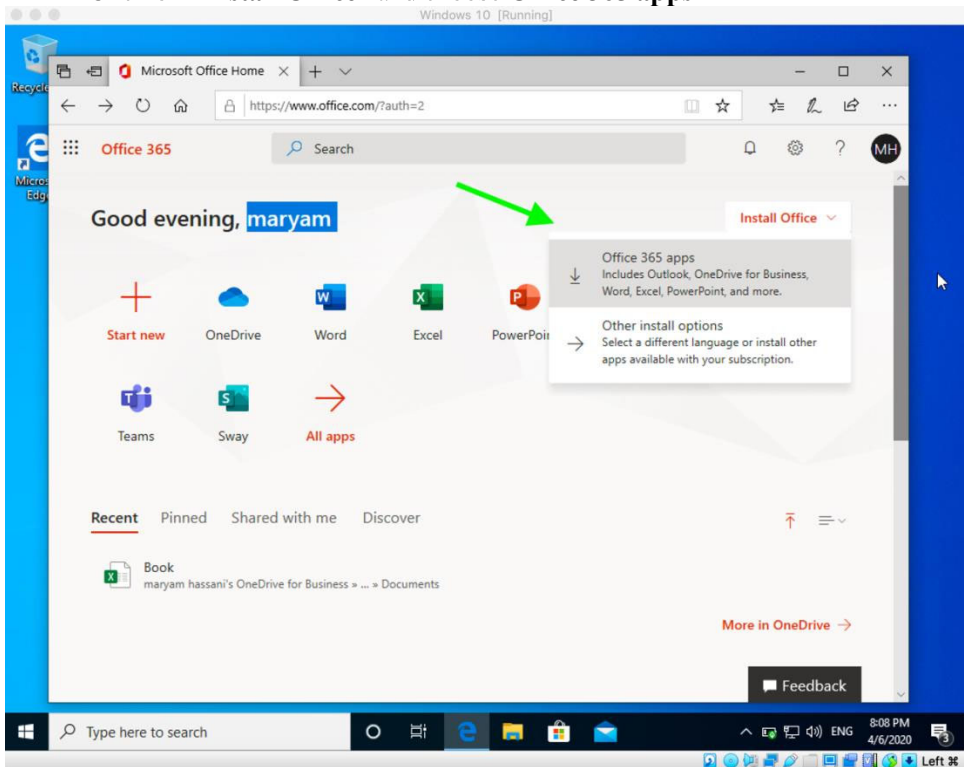 Windows 10 [Running]
Recycle
Microsoft Office Home
https://www.office.com/?auth=2
Micros
Edg
Office 365
Search
MH
Good evening, maryam
Install Office
Office 365 apps
Includes Outlook, OneDrive for Business,
Word, Excel, PowerPoint, and more.
Other install options
Select a different language or install other
apps available with your subscription.
Start new
OneDrive
Word
Excel
PowerPoin
Teams
Sway
All apps
Recent Pinned Shared with me Discover
Book
maryam hassani's OneDrive for Business » ... » Documents
More in OneDrive
Feedback
Type here to search
ENG
8:08 PM
4/6/2020
3
Left ⌘